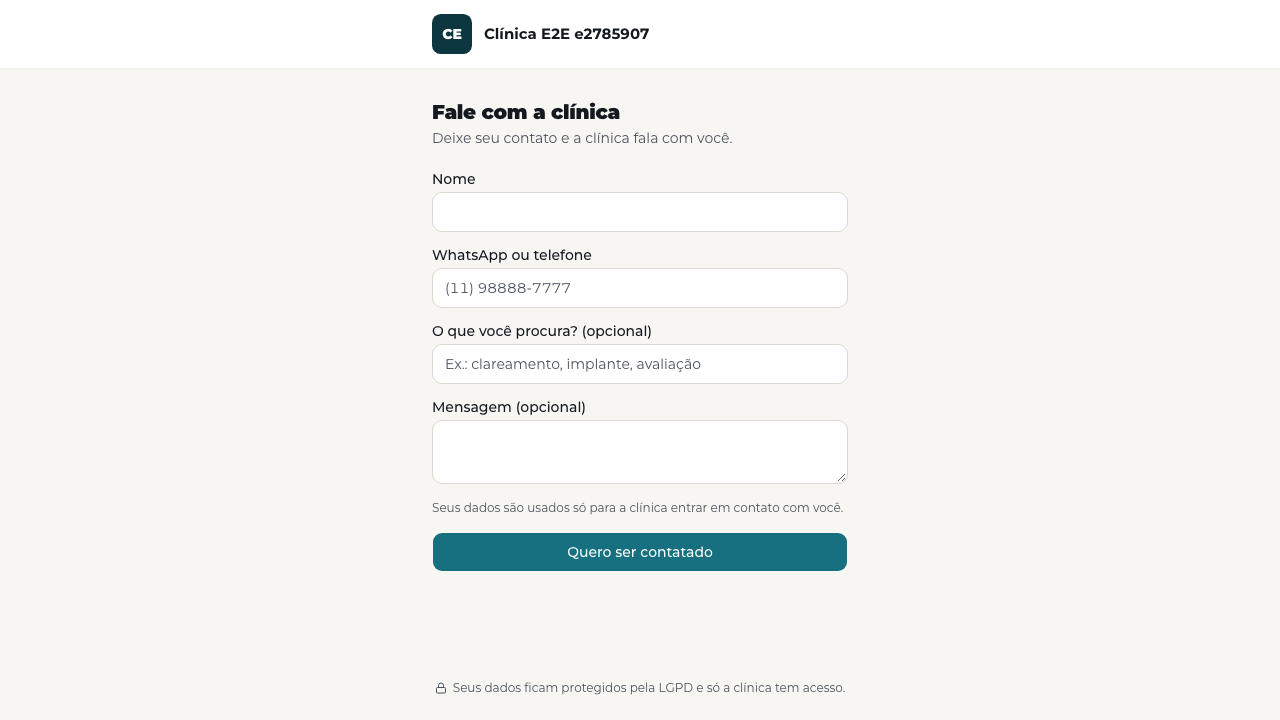 CE
Clínica E2E e2785907
Fale com a clínica
Deixe seu contato e a clínica fala com você.
Nome
WhatsApp ou telefone
(11) 98888-7777
O que você procura? (opcional)
Ex.: clareamento, implante, avaliação
Mensagem (opcional)
Seus dados são usados só para a clínica entrar em contato com você.
Quero ser contatado
Seus dados ficam protegidos pela LGPD e só a clínica tem acesso.